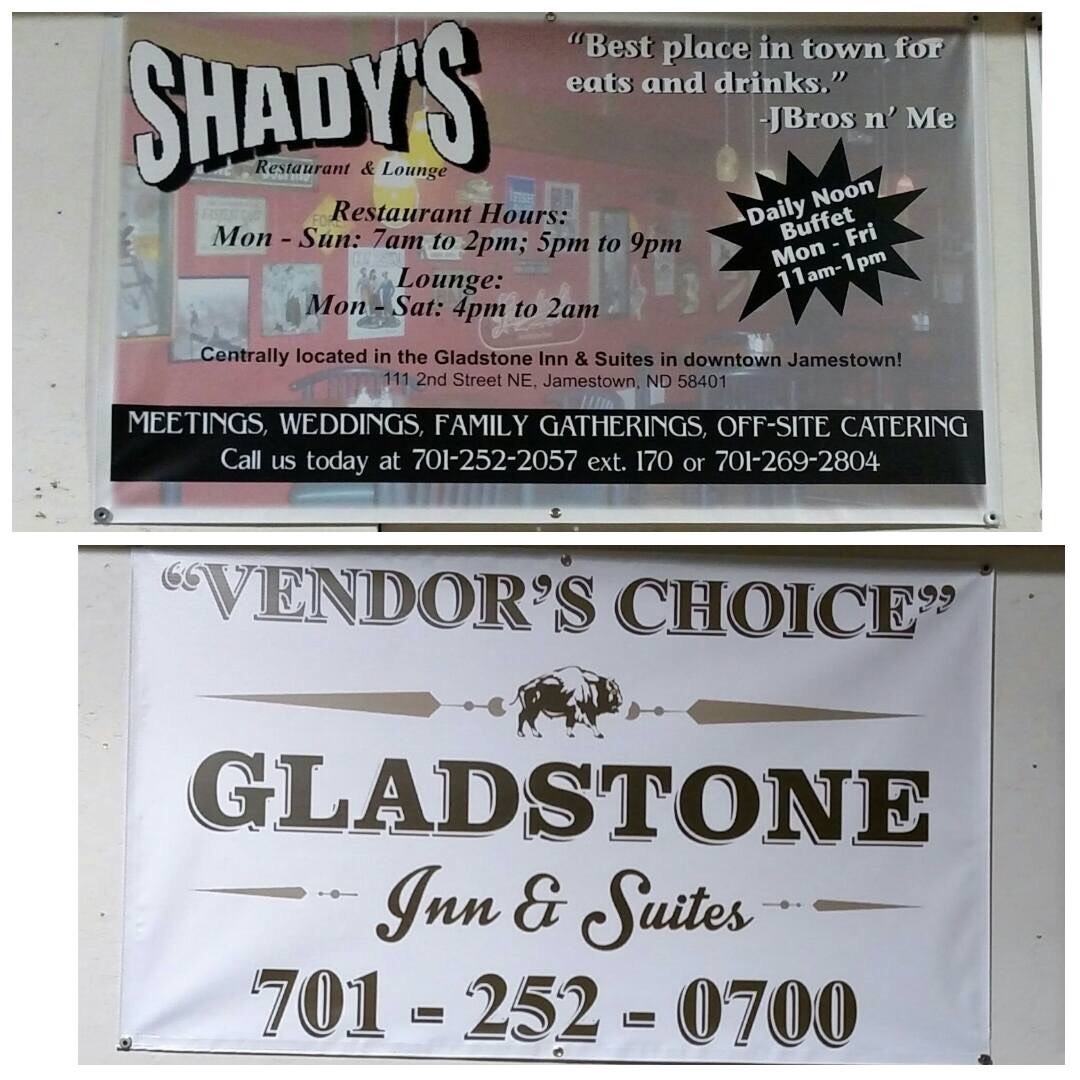 SHADY'S
Restaurant & Lounge
"Best place in town for
eats and drinks."
-JBros n' Me
Restaurant Hours:
Mon - Sun: 7am to 2pm; 5pm to 9pm
Lounge:
Mon - Sat: 4pm to 2am
Daily Noon
Buffet
Mon - Fri
11am-1pm
Centrally located in the Gladstone Inn & Suites in downtown Jamestown!
111 2nd Street NE, Jamestown, ND 58401
MEETINGS, WEDDINGS, FAMILY GATHERINGS, OFF-SITE CATERING
Call us today at 701-252-2057 ext. 170 or 701-269-2804
"VENDOR'S CHOICE"
GLADSTONE
Inn & Suites
701 - 252 - 0700